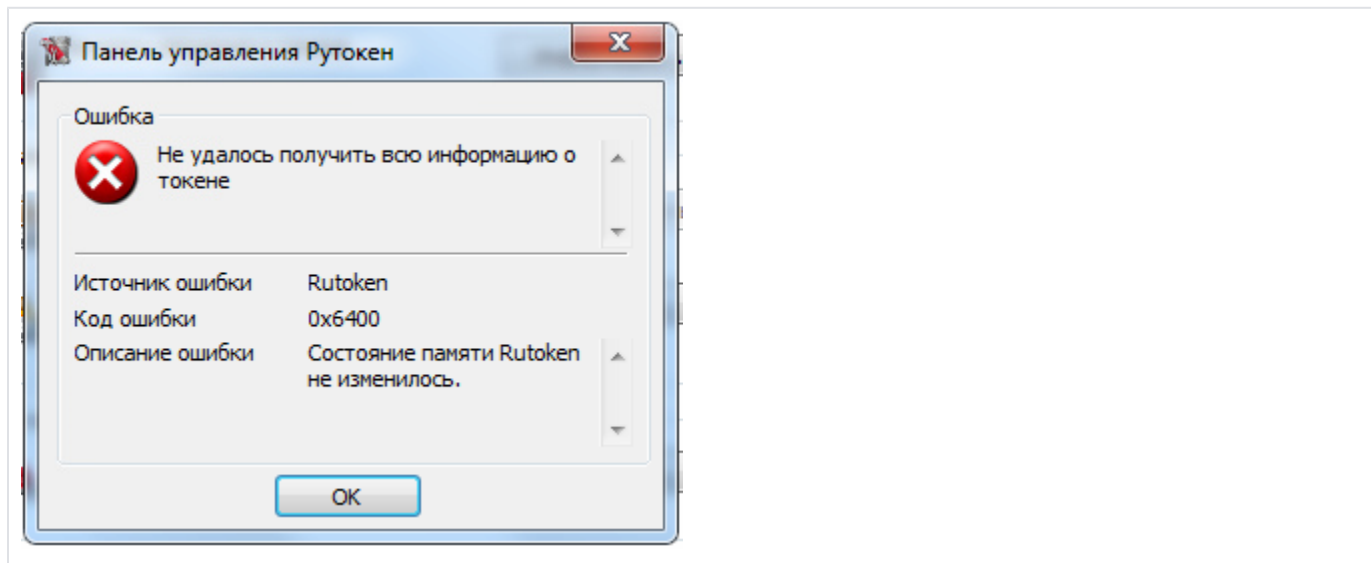 Панель управления Рутокен
Ошибка
Не удалось получить всю информацию о
токене
Источник ошибки Rutoken
Код ошибки 0x6400
Описание ошибки Состояние памяти Rutoken
не изменилось.
OK